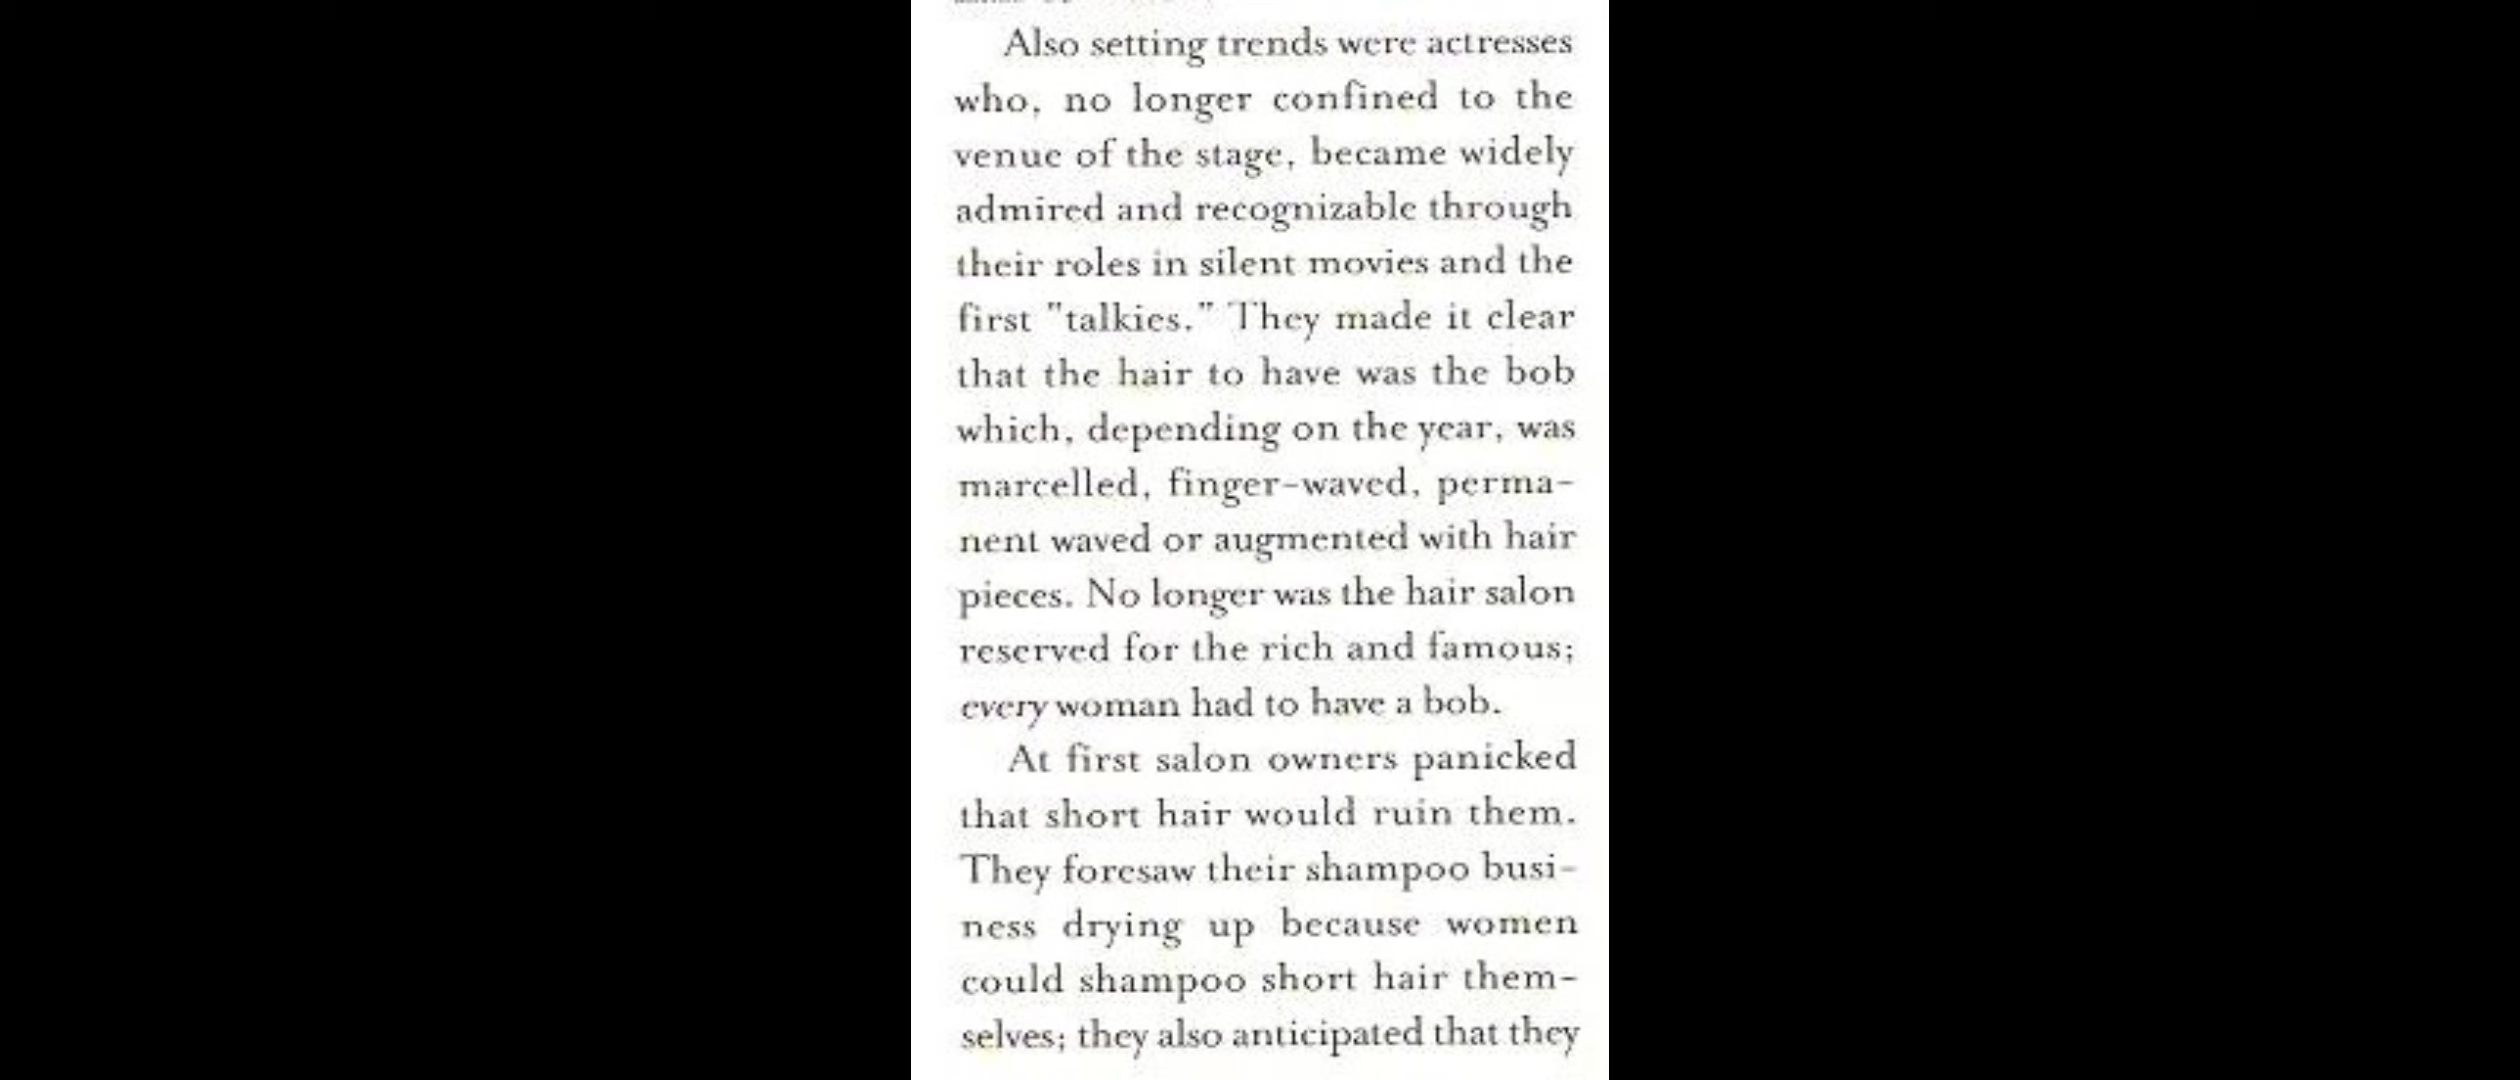 Also setting trends were actresses
who, no longer confined to the
venue of the stage, became widely
admired and recognizable through
their roles in silent movies and the
first "talkies." They made it clear
that the hair to have was the bob
which, depending on the year, was
marcelled, finger-waved, perma-
nent waved or augmented with hair
pieces. No longer was the hair salon
reserved for the rich and famous;
every woman had to have a bob.
At first salon owners panicked
that short hair would ruin them.
They foresaw their shampoo busi-
ness drying up because women
could shampoo short hair them-
selves; they also anticipated that they